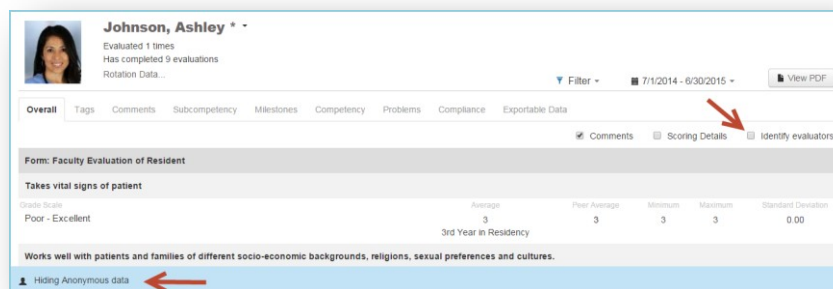 Johnson, Ashley *
Evaluated 1 times
Has completed 9 evaluations
Rotation Data...
Filter 7/1/2014 - 6/30/2015 View PDF
Overall Tags Comments Subcompetency Milestones Competency Problems Compliance Exportable Data
Comments Scoring Details Identify evaluators
Form: Faculty Evaluation of Resident
Takes vital signs of patient
Grade Scale Average Peer Average Minimum Maximum Standard Deviation
Poor - Excellent 3 3 3 3 0.00
3rd Year in Residency
Works well with patients and families of different socio-economic backgrounds, religions, sexual preferences and cultures.
Hiding Anonymous data